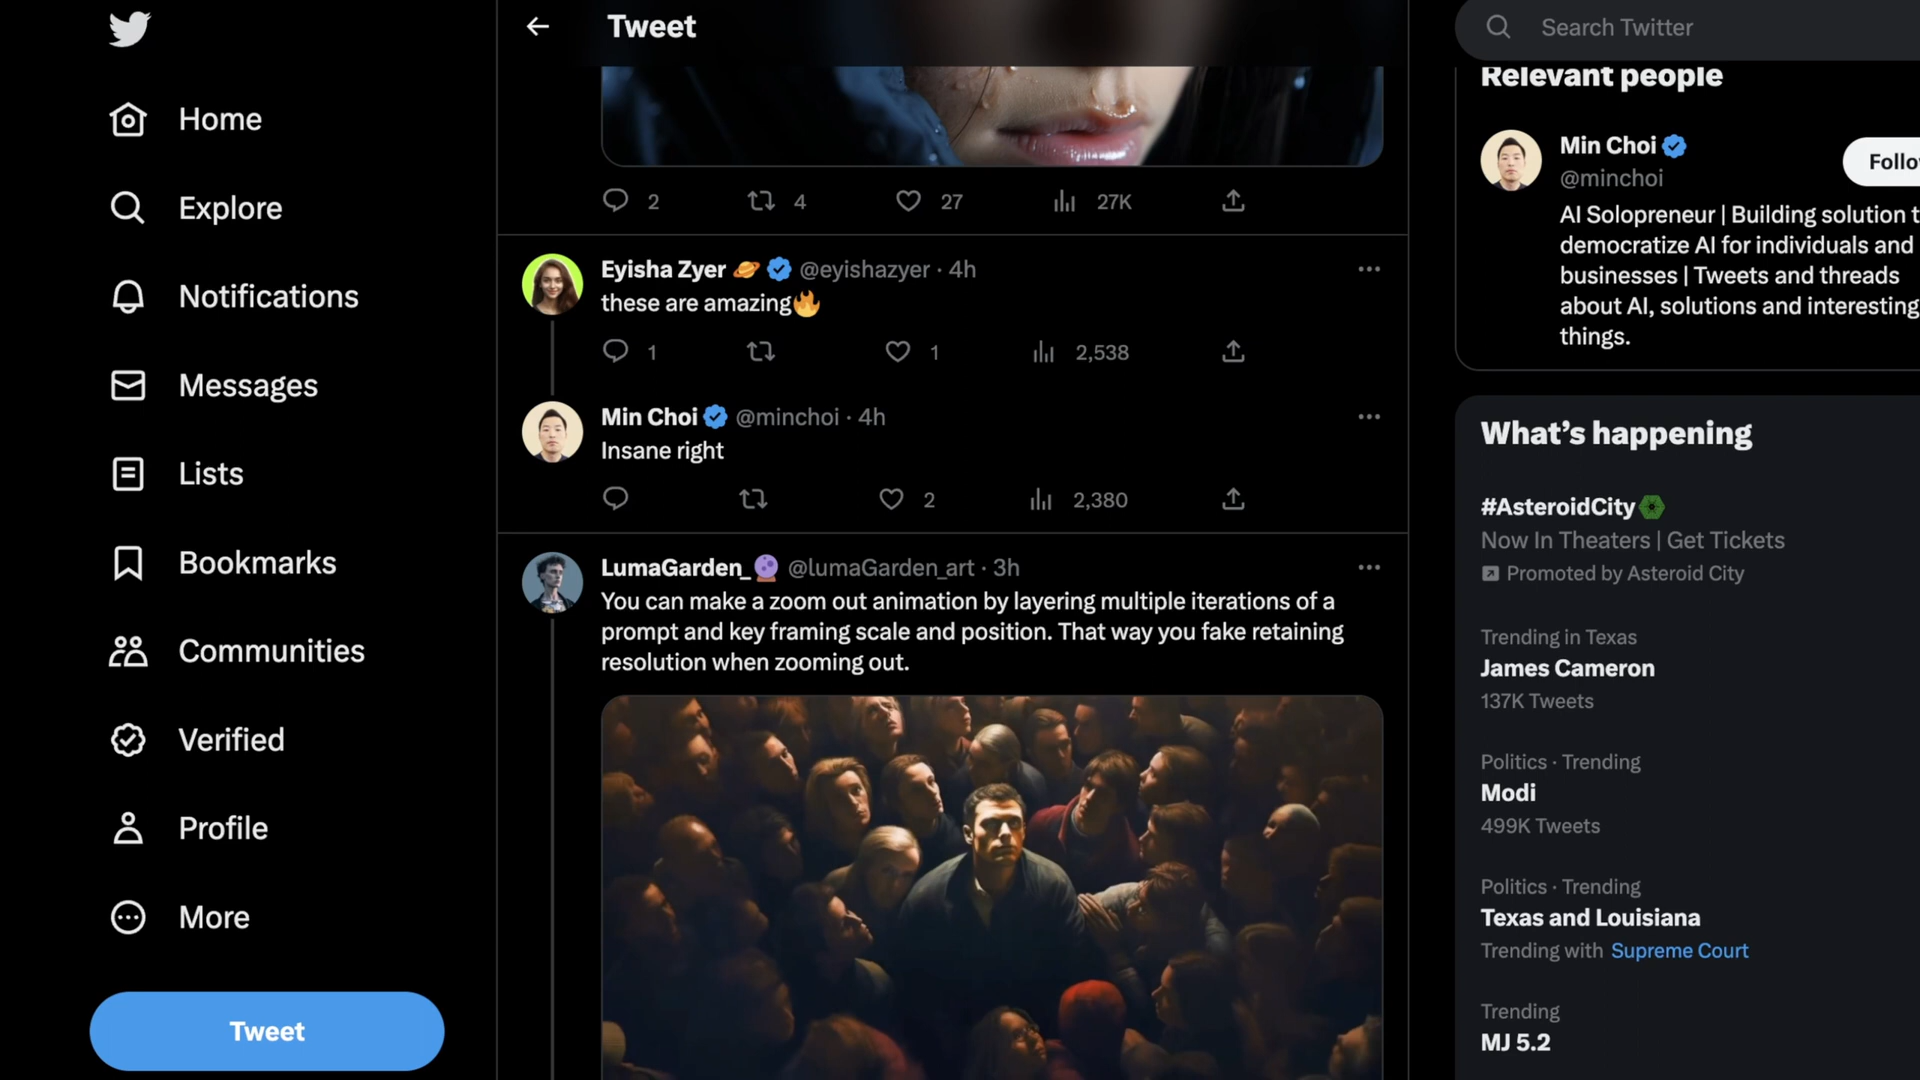 Home
Explore
Notifications
Messages
Lists
Bookmarks
Communities
Verified
Profile
More
Tweet
Tweet
2 4 27 27K
Eyisha Zyer @eyishazyer · 4h
these are amazing🔥
1 1 2,538
Min Choi @minchoi · 4h
Insane right
2 2,380
LumaGarden_🔮 @lumaGarden_art · 3h
You can make a zoom out animation by layering multiple iterations of a
prompt and key framing scale and position. That way you fake retaining
resolution when zooming out.
Search Twitter
Relevant people
Min Choi
@minchoi
Follo
AI Solopreneur | Building solution t
democratize AI for individuals and
businesses | Tweets and threads
about AI, solutions and interesting
things.
What's happening
#AsteroidCity
Now In Theaters | Get Tickets
Promoted by Asteroid City
Trending in Texas
James Cameron
137K Tweets
Politics · Trending
Modi
499K Tweets
Politics · Trending
Texas and Louisiana
Trending with Supreme Court
Trending
MJ 5.2